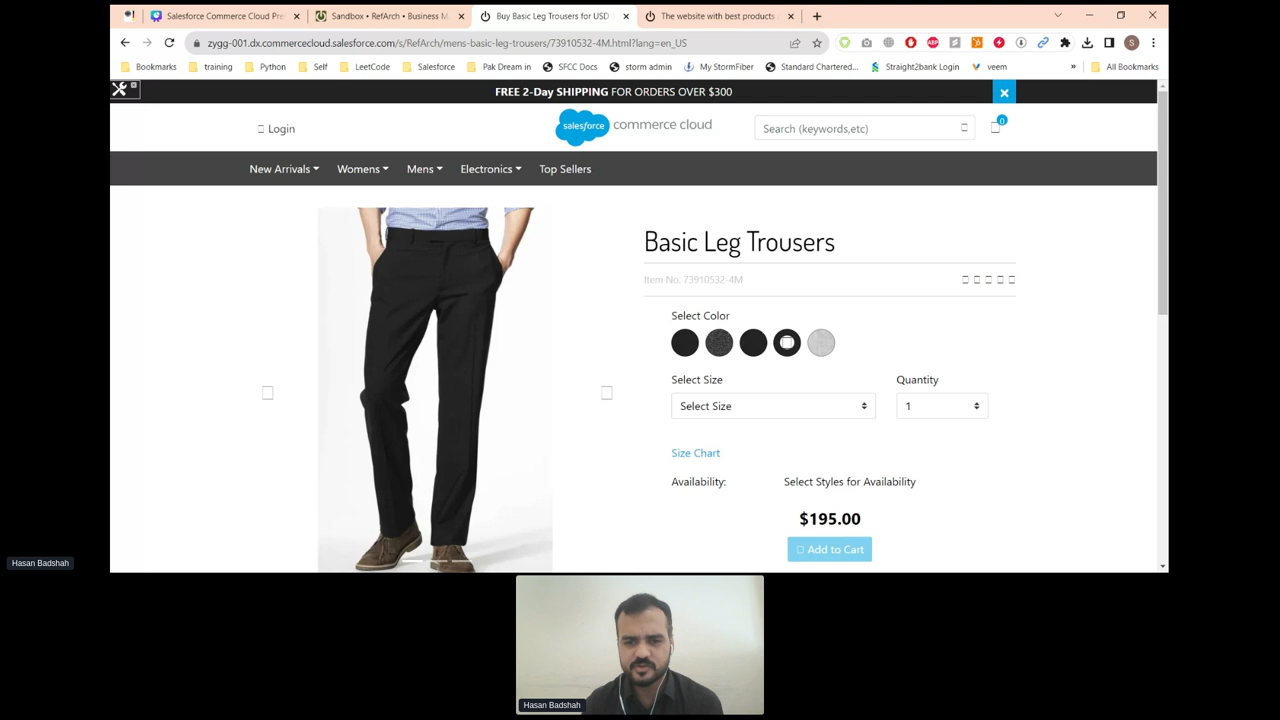 Salesforce Commerce Cloud Pre
Sandbox • RefArch • Business M
Buy Basic Leg Trousers for USD
The website with best products
zygg-001.dx.commercecloud.salesforce.com/s/RefArch/mens-basic-leg-trousers/73910532-4M.html?lang=en_US
ABP
S
Bookmarks
training
Python
Self
LeetCode
Salesforce
Pak Dream in
SFCC Docs
storm admin
My StormFiber
Standard Chartered...
Straight2bank Login
veem
»
All Bookmarks
FREE 2-Day SHIPPING FOR ORDERS OVER $300
Login
salesforce commerce cloud
Search (keywords,etc)
0
New Arrivals
Womens
Mens
Electronics
Top Sellers
Basic Leg Trousers
Item No. 73910532-4M
Select Color
Select Size
Quantity
Select Size
1
Size Chart
Availability:
Select Styles for Availability
$195.00
Add to Cart
Hasan Badshah
Hasan Badshah